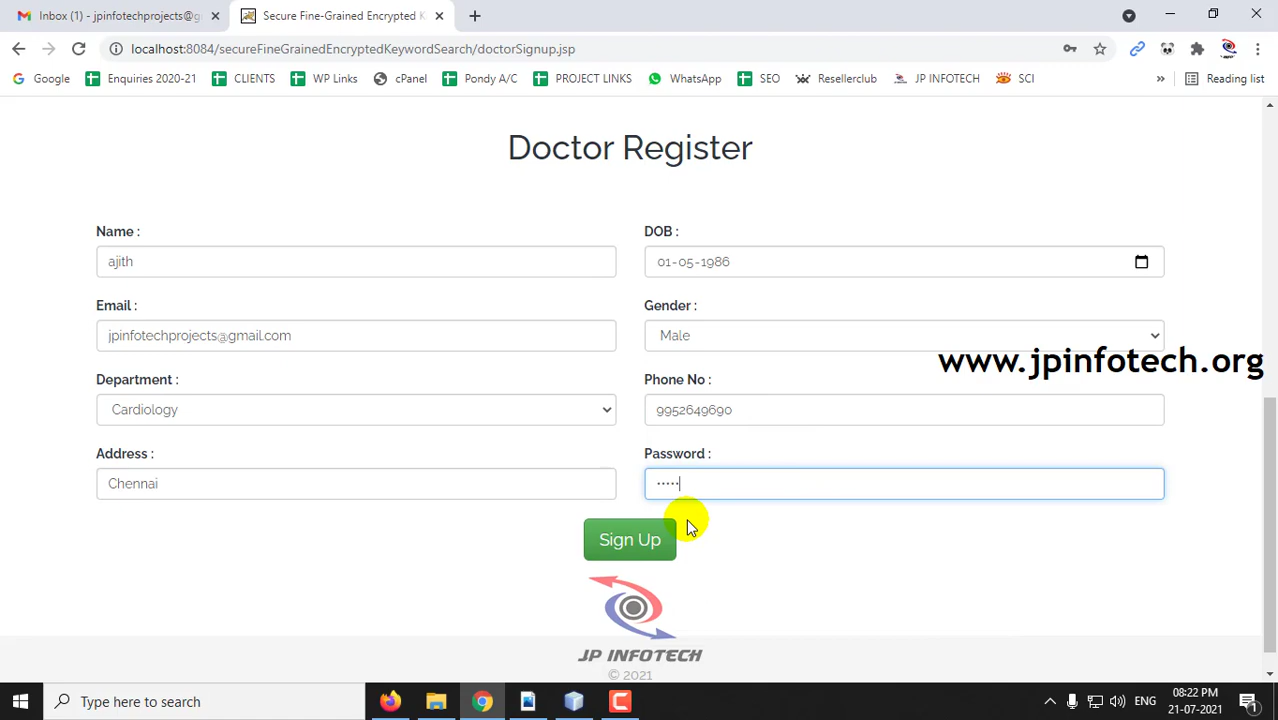 Inbox (1) - jpinfotechprojects@g
Secure Fine-Grained Encrypted K
localhost:8084/secureFineGrainedEncryptedKeywordSearch/doctorSignup.jsp
Google
Enquiries 2020-21
CLIENTS
WP Links
cPanel
Pondy A/C
PROJECT LINKS
WhatsApp
SEO
Resellerclub
JP INFOTECH
SCI
»
Reading list
Doctor Register
Name :
DOB :
ajith
01-05-1986
Email :
Gender :
jpinfotechprojects@gmail.com
Male
www.jpinfotech.org
Department :
Phone No :
Cardiology
9952649690
Address :
Password :
Chennai
•••••
Sign Up
JP INFOTECH
© 2021
Type here to search
ENG
08:22 PM
21-07-2021
1